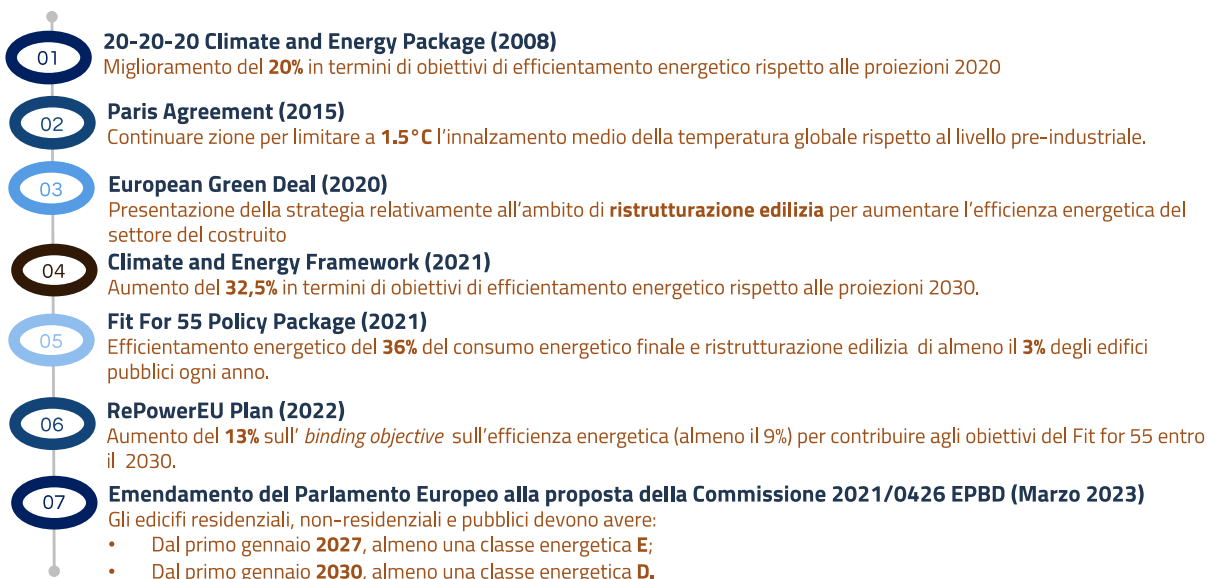 01
20-20-20 Climate and Energy Package (2008)
Miglioramento del 20% in termini di obiettivi di efficientamento energetico rispetto alle proiezioni 2020
02
Paris Agreement (2015)
Continuare zione per limitare a 1.5°C l'innalzamento medio della temperatura globale rispetto al livello pre-industriale.
03
European Green Deal (2020)
Presentazione della strategia relativamente all'ambito di ristrutturazione edilizia per aumentare l'efficienza energetica del
settore del costruito
04
Climate and Energy Framework (2021)
Aumento del 32,5% in termini di obiettivi di efficientamento energetico rispetto alle proiezioni 2030.
05
Fit For 55 Policy Package (2021)
Efficientamento energetico del 36% del consumo energetico finale e ristrutturazione edilizia di almeno il 3% degli edifici
pubblici ogni anno.
06
RePowerEU Plan (2022)
Aumento del 13% sull' binding objective sull'efficienza energetica (almeno il 9%) per contribuire agli obiettivi del Fit for 55 entro
il 2030.
07
Emendamento del Parlamento Europeo alla proposta della Commissione 2021/0426 EPBD (Marzo 2023)
Gli edicifi residenziali, non-residenziali e pubblici devono avere:
• Dal primo gennaio 2027, almeno una classe energetica E;
• Dal primo gennaio 2030, almeno una classe energetica D.